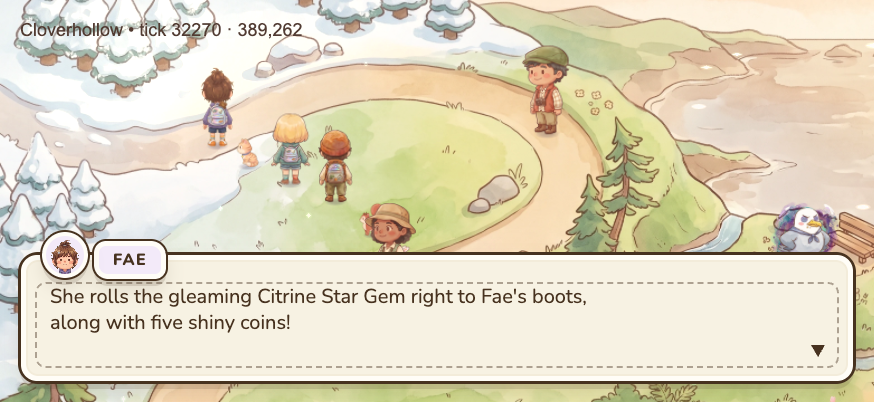 Cloverhollow • tick 32270 · 389,262
FAE
She rolls the gleaming Citrine Star Gem right to Fae's boots,
along with five shiny coins!